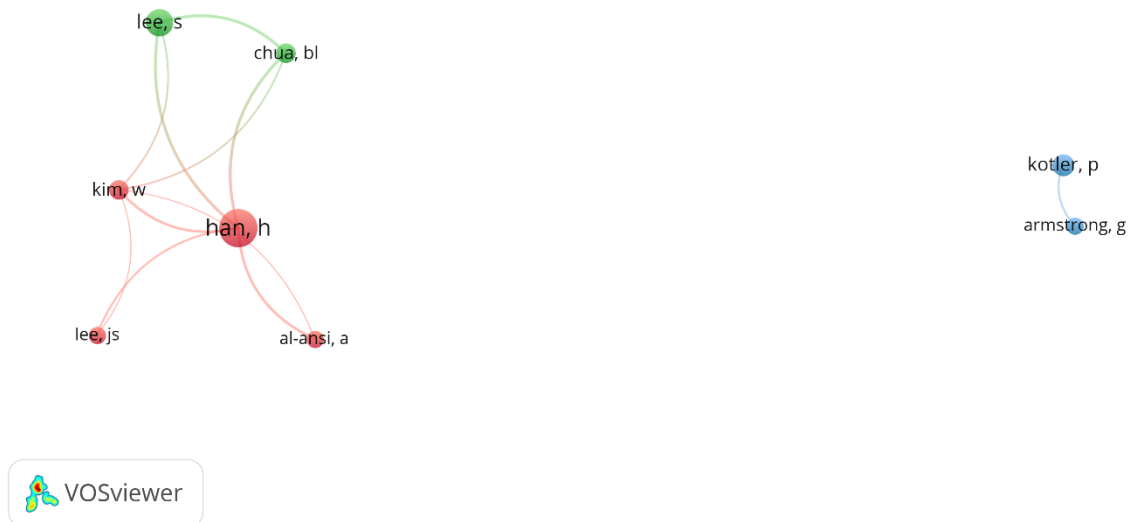 lee, s
chua, bl
kotler, p
kim, w
armstrong, g
han, h
lee, js
al-ansi, a
VOSviewer